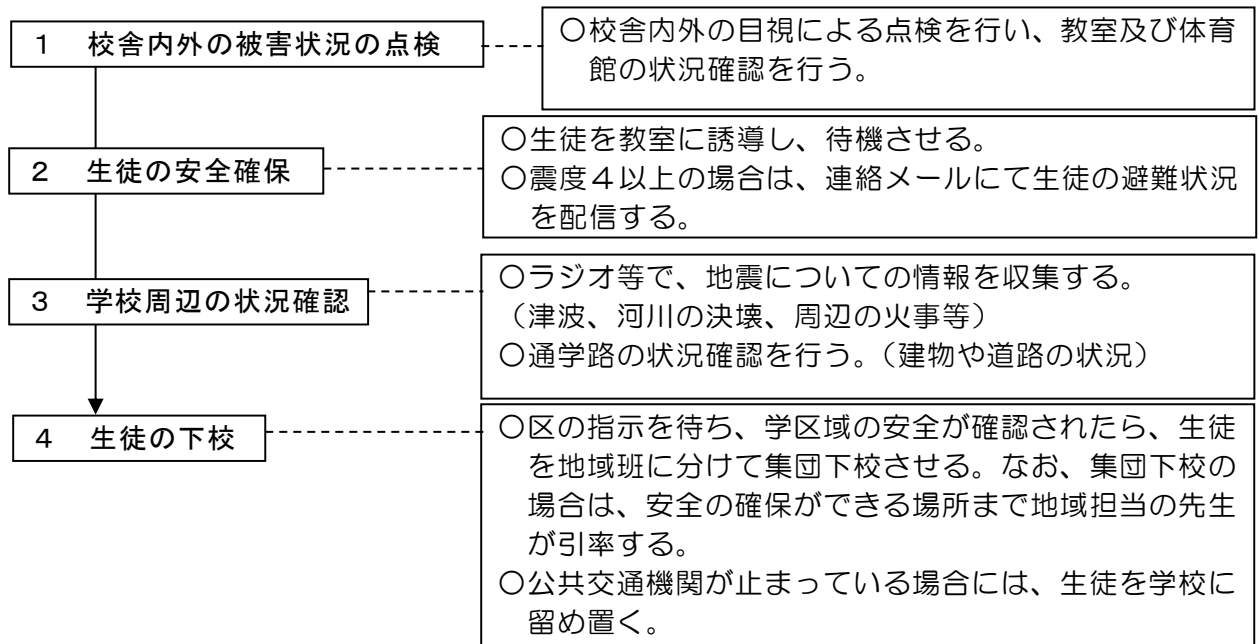 1 校舎内外の被害状況の点検
〇校舎内外の目視による点検を行い、教室及び体育
館の状況確認を行う。
2 生徒の安全確保
〇生徒を教室に誘導し、待機させる。
〇震度4以上の場合は、連絡メールにて生徒の避難状況
を配信する。
3 学校周辺の状況確認
〇ラジオ等で、地震についての情報を収集する。
(津波、河川の決壊、周辺の火事等)
〇通学路の状況確認を行う。(建物や道路の状況)
4 生徒の下校
〇区の指示を待ち、学区域の安全が確認されたら、生徒
を地域班に分けて集団下校させる。なお、集団下校の
場合は、安全の確保ができる場所まで地域担当の先生
が引率する。
〇公共交通機関が止まっている場合には、生徒を学校に
留め置く。